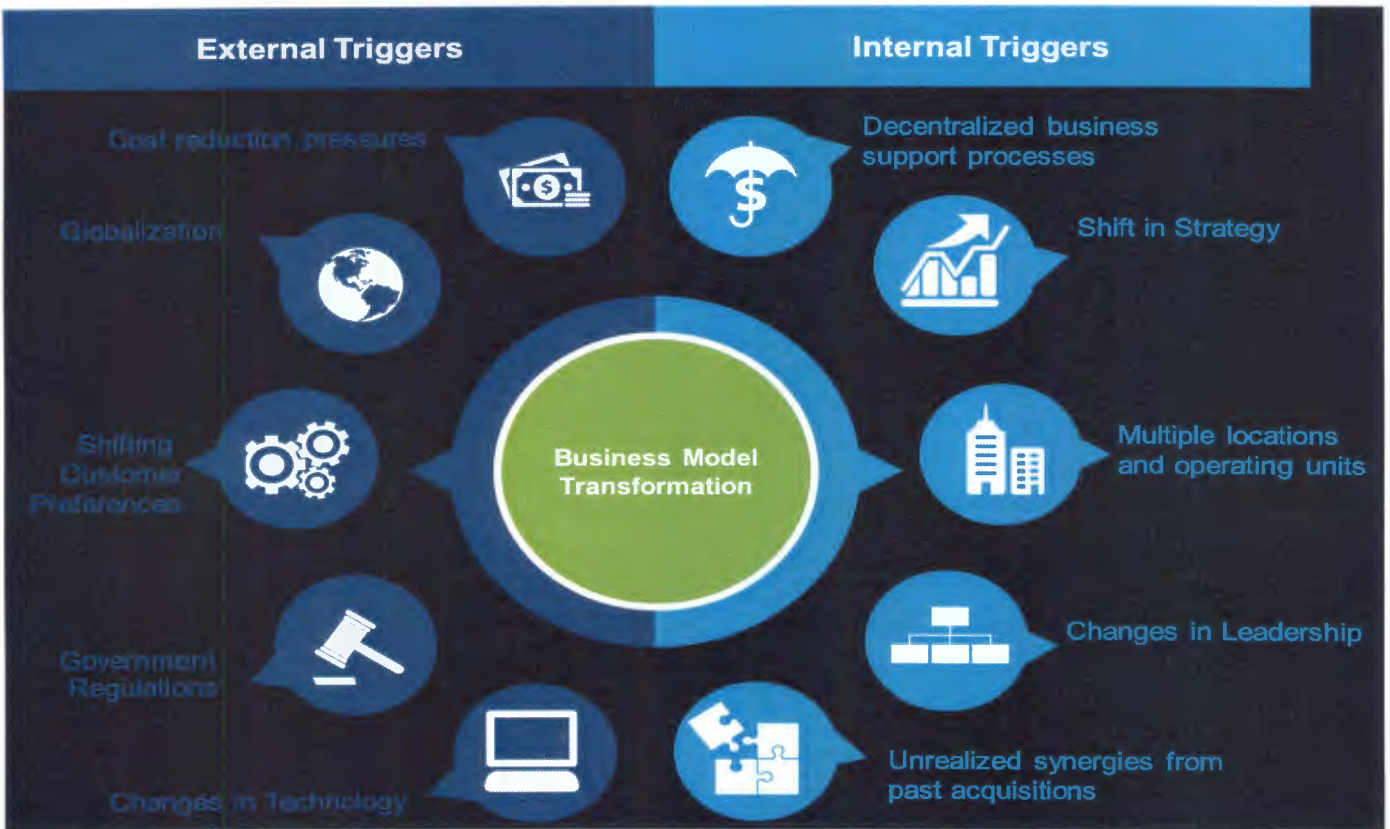 External Triggers
Internal Triggers
Cost reduction pressures
Globalization
Shifting
Customer
Preferences
Government
Regulations
Changes in Technology
Business Model
Transformation
Decentralized business
support processes
Shift in Strategy
Multiple locations
and operating units
Changes in Leadership
Unrealized synergies from
past acquisitions
$
$